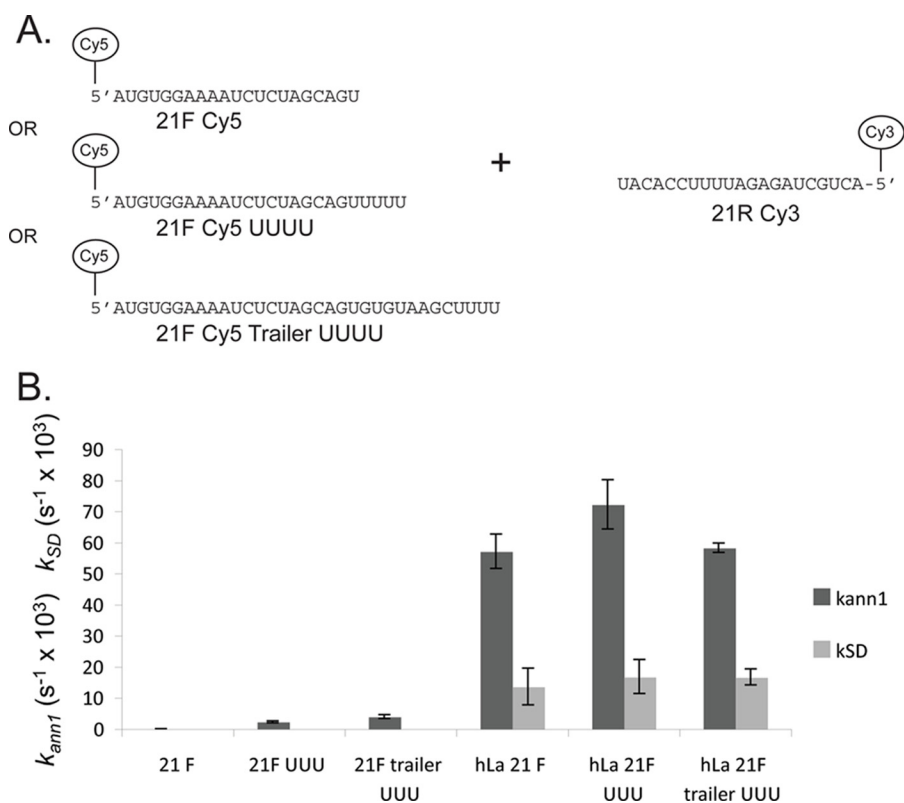 A.
Cy5
5'AUGUGGAAAAUCUCUAGCAGU
21F Cy5
OR
Cy5
5'AUGUGGAAAAUCUCUAGCAGUUUUU
21F Cy5 UUUU
OR
Cy5
5'AUGUGGAAAAUCUCUAGCAGUGUGUAAGCUUUU
21F Cy5 Trailer UUUU
+
Cy3
UACACCUUUUAGAGAUCGUCA-5'
21R Cy3
B.
kann1 (s-1 x 10³) kSD (s-1 x 10³)
90
80
70
60
50
40
30
20
10
0
21 F
21F UUU
21F trailer UUU
hLa 21 F
hLa 21F UUU
hLa 21F trailer UUU
kann1
kSD